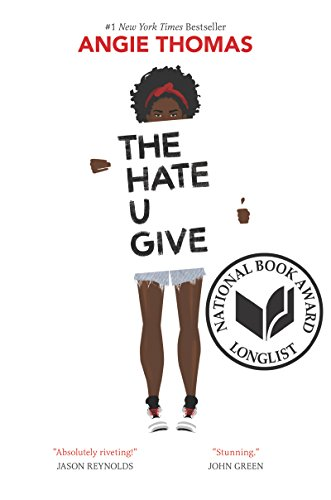 #1 New York Times Bestseller
ANGIE THOMAS
THE
HATE
U
GIVE
NATIONAL BOOK AWARD
LONGLIST
"Absolutely riveting!"
JASON REYNOLDS
"Stunning."
JOHN GREEN